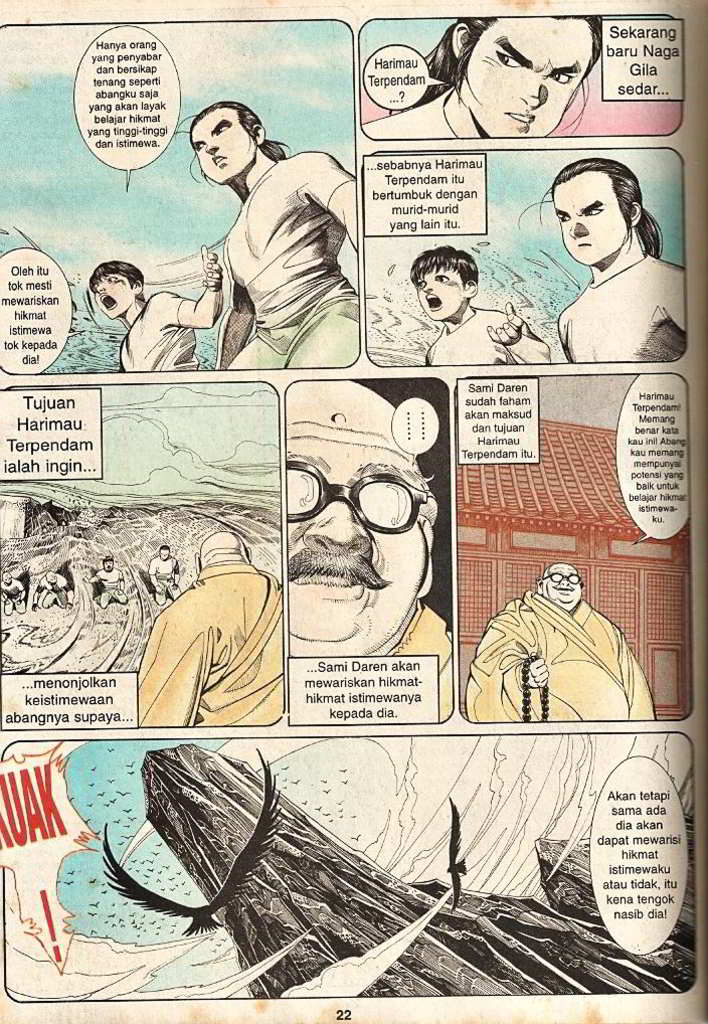 Hanya orang
yang penyabar
dan bersikap
tenang seperti
abangku saja
yang akan layak
belajar hikmat
yang tinggi-tinggi
dan istimewa.
Oleh itu
tok mesti
mewariskan
hikmat
istimewa
tok kepada
dia!
Harimau
Terpendam
...?
Sekarang
baru Naga
Gila
sedar...
...sebabnya Harimau
Terpendam itu
bertumbuk dengan
murid-murid
yang lain itu.
Tujuan
Harimau
Terpendam
ialah ingin...
...menonjolkan
keistimewaan
abangnya supaya...
...Sami Daren akan
mewariskan hikmat-
hikmat istimewanya
kepada dia.
Sami Daren
sudah faham
akan maksud
dan tujuan
Harimau
Terpendam itu.
Harimau
Terpendam!
Memang
benar kata
kau ini! Abang
kau memang
mempunyai
potensi yang
baik untuk
belajar hikmat
istimewa-
ku.
KUAK
!
Akan tetapi
sama ada
dia akan
dapat mewarisi
hikmat
istimewaku
atau tidak, itu
kena tengok
nasib dia!
22